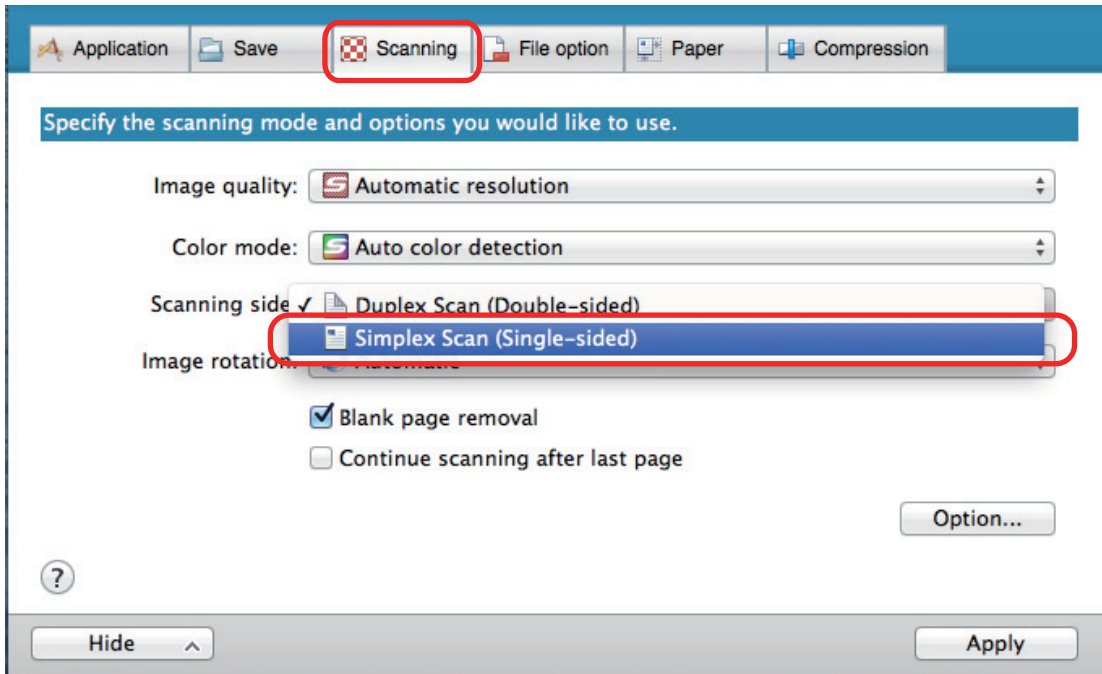 Application Save Scanning File option Paper Compression
Specify the scanning mode and options you would like to use.
Image quality: Automatic resolution
Color mode: Auto color detection
Scanning side ✓ Duplex Scan (Double-sided)
Simplex Scan (Single-sided)
Image rotation: Automatic
Blank page removal
Continue scanning after last page
Option...
?
Hide Apply